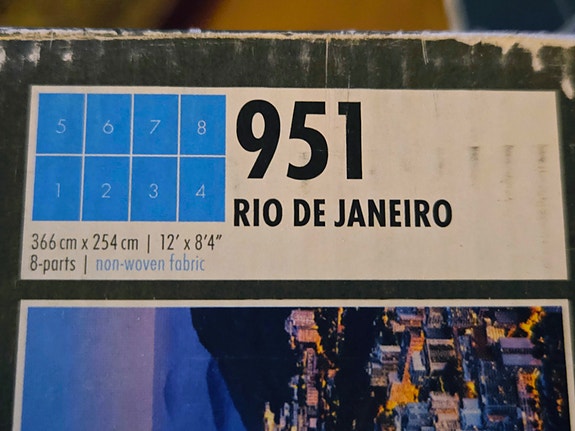 5 6 7 8
1 2 3 4
951
RIO DE JANEIRO
366 cm x 254 cm | 12' x 8'4"
8-parts | non-woven fabric